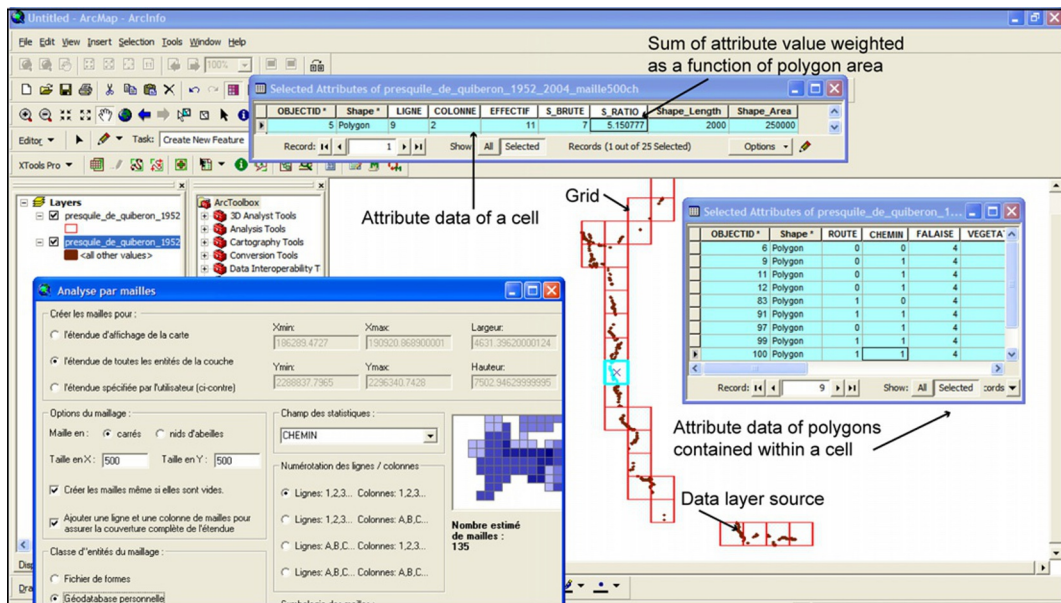 Untitled - ArcMap - ArcInfo
File Edit View Insert Selection Tools Window Help
100%
Sum of attribute value weighted
as a function of polygon area
Selected Attributes of presquile_de_quiberon_1952_2004_maille500ch
OBJECTID * Shape * LIGNE COLONNE EFFECTIF S_BRUTE S_RATIO Shape_Length Shape_Area
5 Polygon 9 2 11 7 5.150777 2000 250000
Record: 1 Show: All Selected Records (1 out of 25 Selected) Options
Editor Task: Create New Feature
XTools Pro
Layers
presquile_de_quiberon_1952
presquile_de_quiberon_1952
<all other values>
ArcToolbox
3D Analyst Tools
Analysis Tools
Cartography Tools
Conversion Tools
Data Interoperability T
Attribute data of a cell
Grid
Selected Attributes of presquile_de_quiberon_1...
OBJECTID * Shape * ROUTE CHEMIN FALAISE VEGETAT
6 Polygon 0 0 4
9 Polygon 0 1 4
11 Polygon 0 1 4
12 Polygon 0 1 4
83 Polygon 1 0 4
91 Polygon 1 1 4
97 Polygon 0 1 4
99 Polygon 1 1 4
100 Polygon 1 1 4
Record: 9 Show: All Selected :cords
Attribute data of polygons
contained within a cell
Data layer source
Analyse par mailles
Créer les mailles pour :
l'étendue d'affichage de la carte
l'étendue de toutes les entités de la couche
l'étendue spécifiée par l'utilisateur (ci-contre)
Xmin: Xmax: Largeur:
186289.4727 190920.868900001 4631.39620000124
Ymin: Ymax: Hauteur:
2288837.7965 2296340.7428 7502.94629999995
Options du maillage :
Maille en : carrés nids d'abeilles
Taille en X : 500 Taille en Y : 500
Créer les mailles même si elles sont vides.
Ajouter une ligne et une colonne de mailles pour
assurer la couverture complète de l'étendue
Classe d''entités du maillage :
Fichier de formes
Géodatabase personnelle
Champ des statistiques :
CHEMIN
Numérotation des lignes / colonnes
Lignes: 1,2,3... Colonnes: 1,2,3...
Lignes: 1,2,3... Colonnes: A,B,C...
Lignes: A,B,C... Colonnes: 1,2,3...
Lignes: A,B,C... Colonnes: A,B,C...
Nombre estimé
de mailles :
135
Disp
Dra